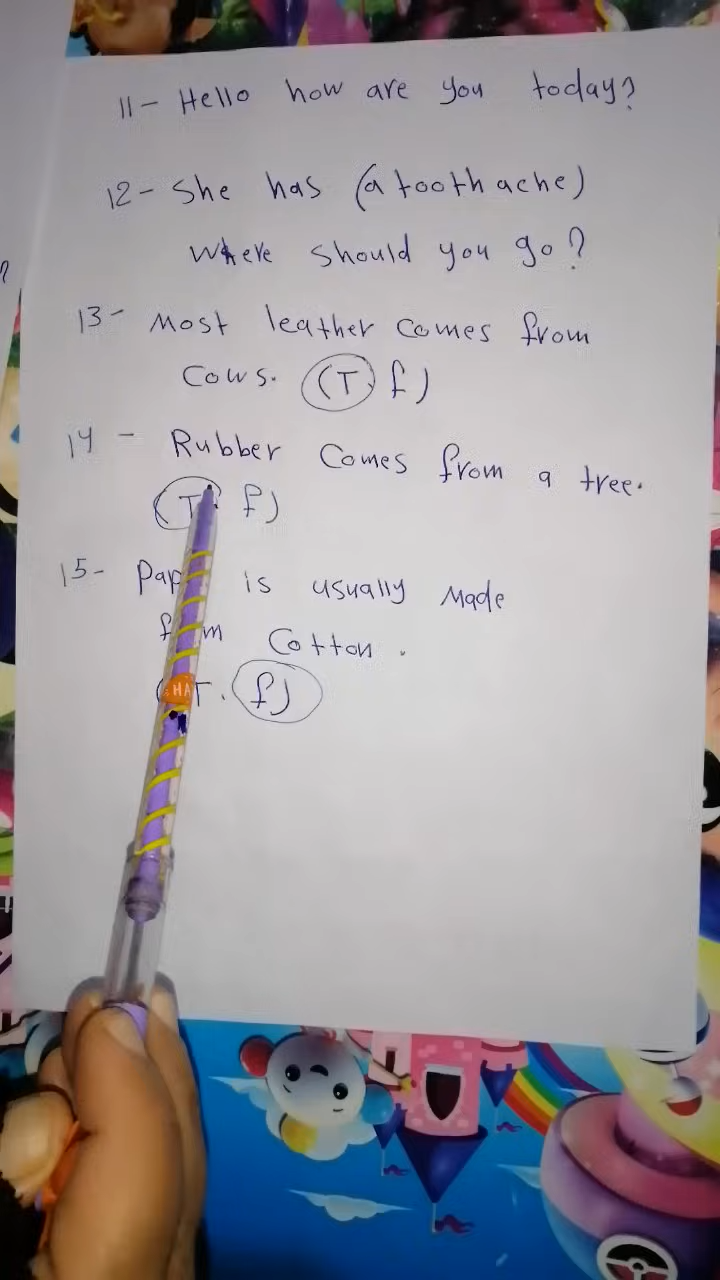 11- Hello how are you today?
12- She has (a toothache)
where should you go?
13- Most leather comes from
cows. (T f)
14- Rubber comes from a tree.
(T f)
15- is usually made
cotton.
(T. f)
HA